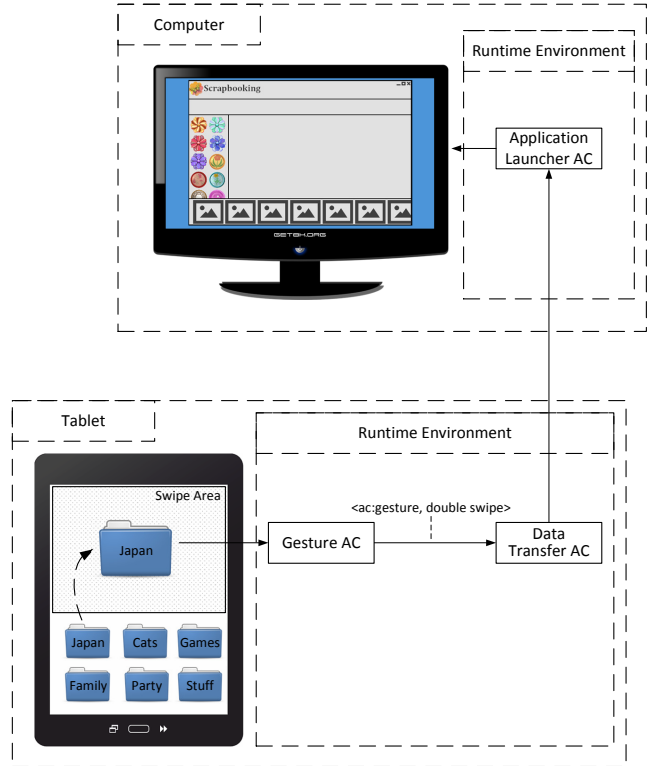 Computer
Runtime Environment
Scrapbooking
Application
Launcher AC
GETBH.ORG
Tablet
Runtime Environment
Swipe Area
<ac:gesture, double swipe>
Japan
Gesture AC
Data
Transfer AC
Japan
Cats
Games
Family
Party
Stuff